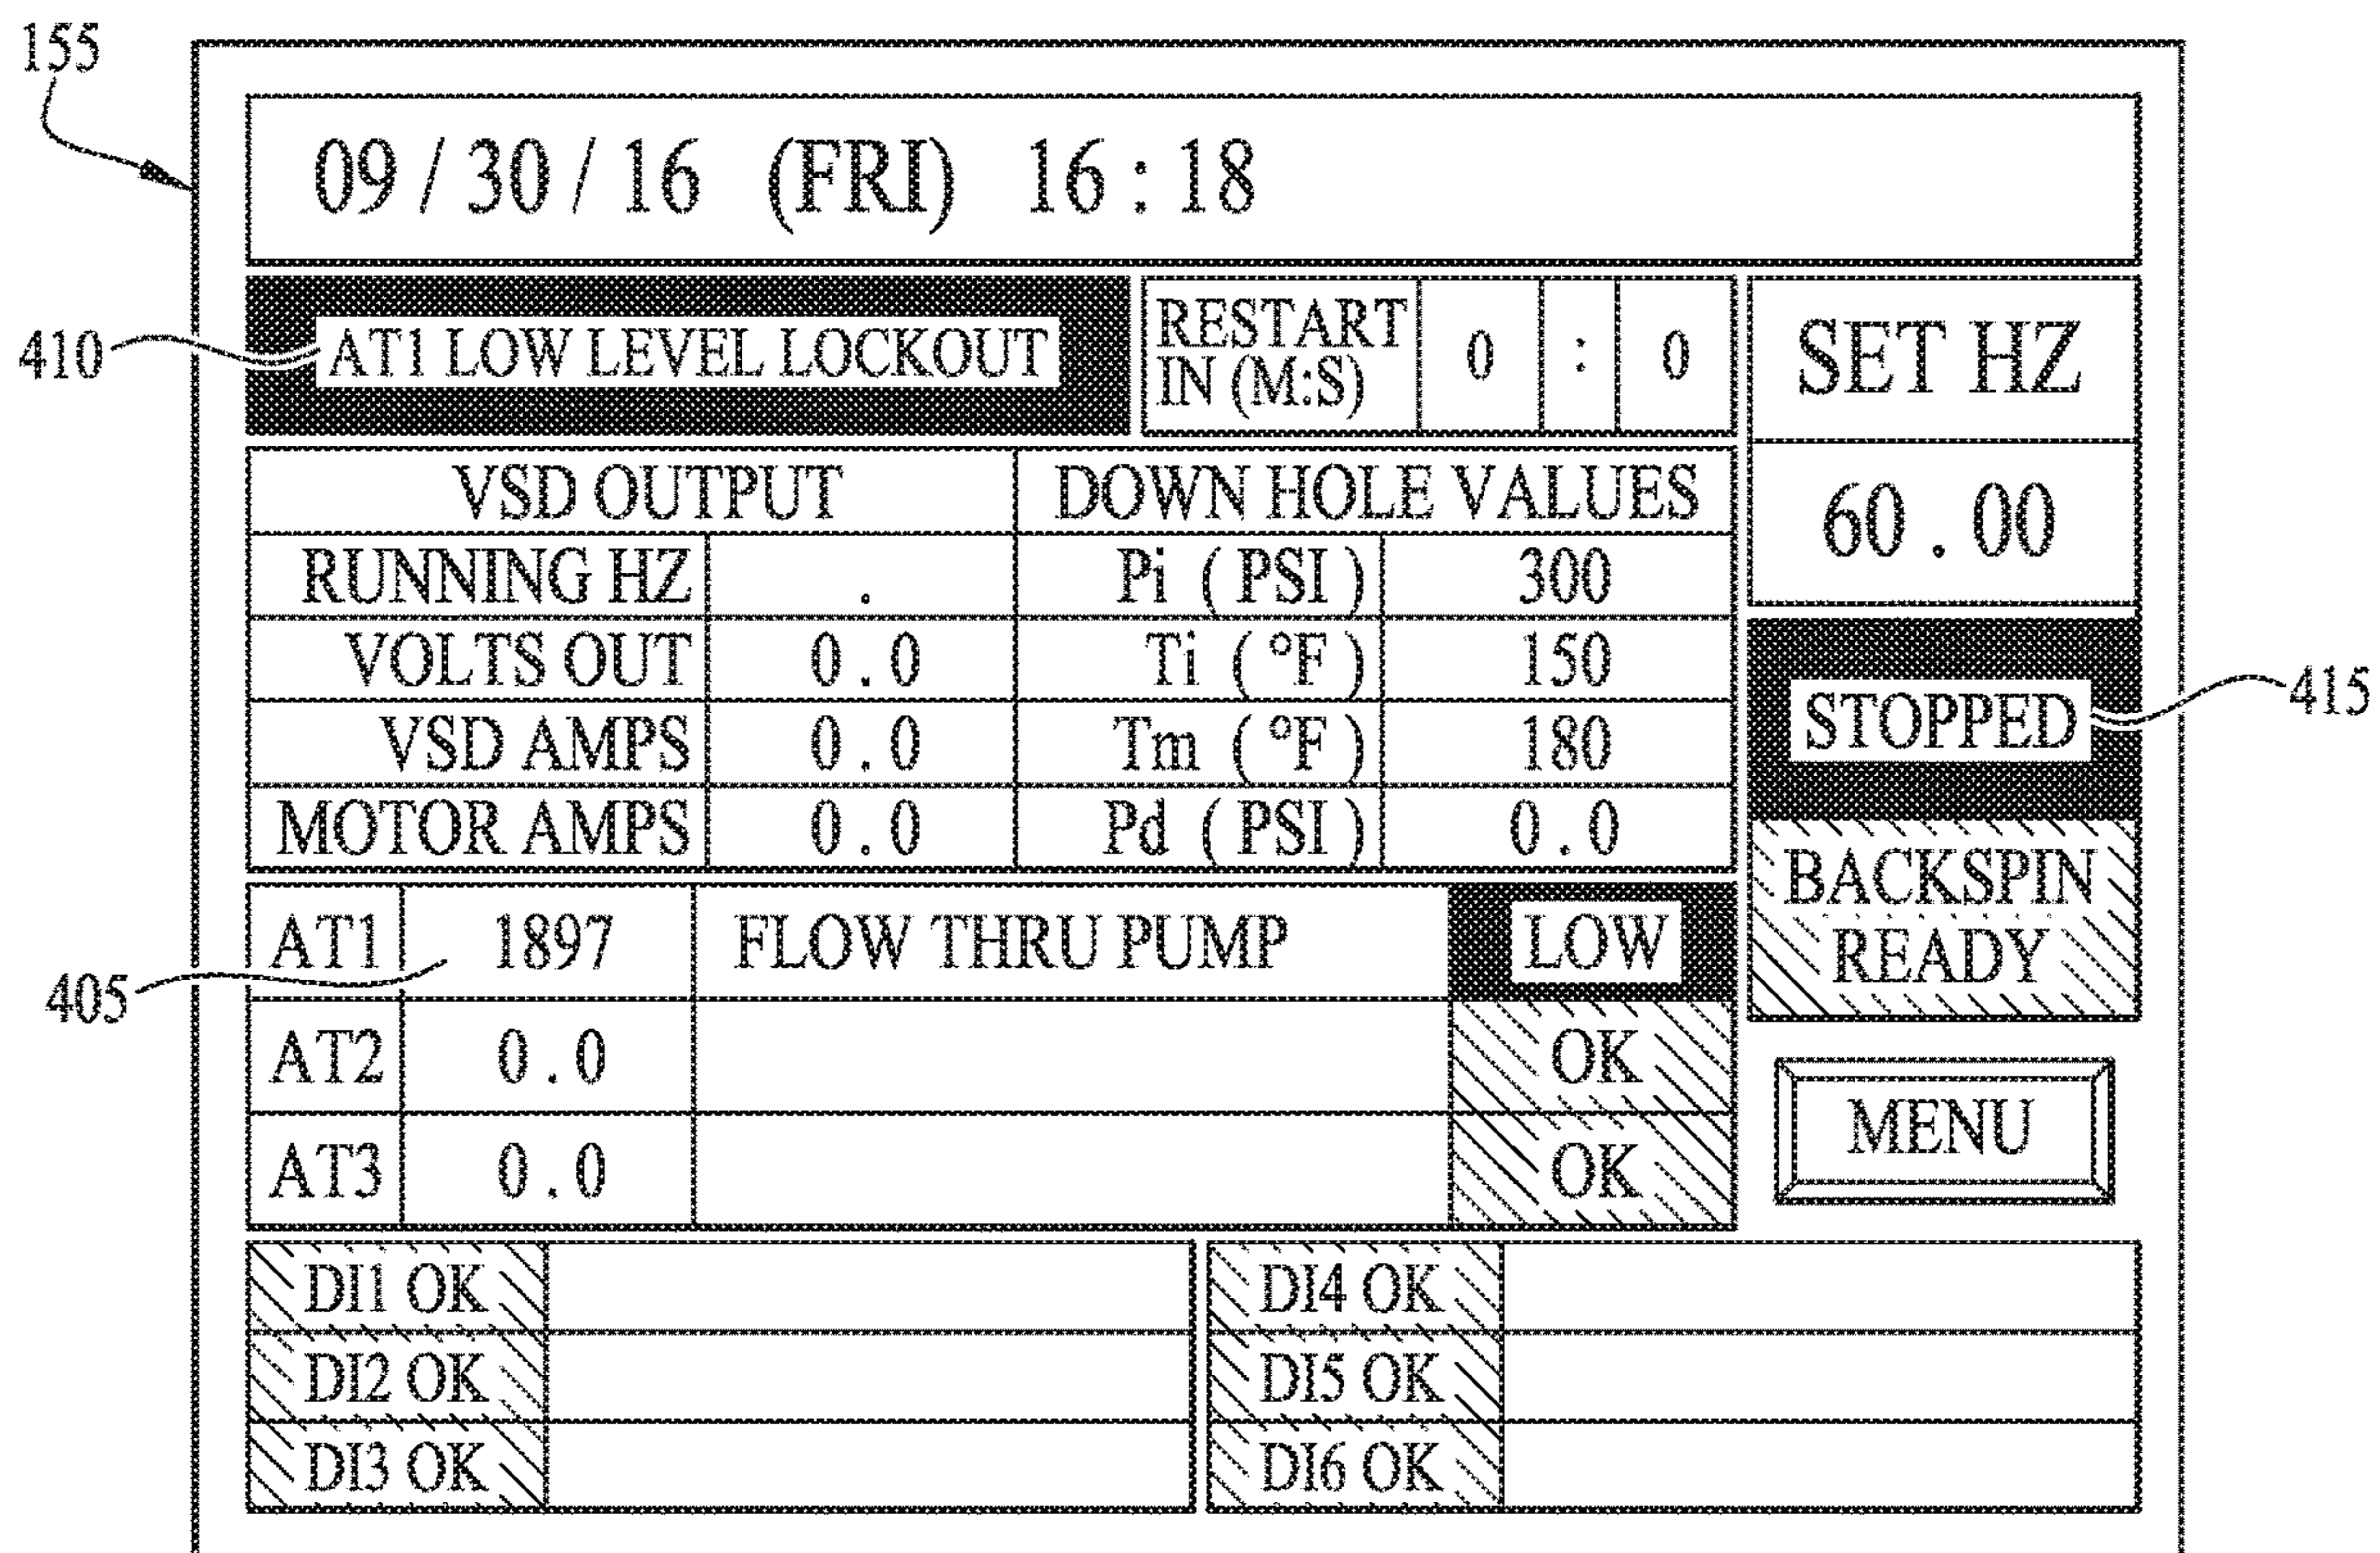 155
09 / 30 / 16 (FRI) 16 : 18
410
AT1 LOW LEVEL LOCKOUT
RESTART
IN (M:S)
0 : 0
SET HZ
60 . 00
VSD OUTPUT
DOWN HOLE VALUES
RUNNING HZ . Pi ( PSI ) 300
VOLTS OUT 0 . 0 Ti ( °F ) 150
VSD AMPS 0 . 0 Tm ( °F ) 180
MOTOR AMPS 0 . 0 Pd ( PSI ) 0 . 0
STOPPED
415
BACKSPIN
READY
AT1 1897 FLOW THRU PUMP LOW
405
AT2 0 . 0 OK
AT3 0 . 0 OK
MENU
DI1 OK
DI2 OK
DI3 OK
DI4 OK
DI5 OK
DI6 OK